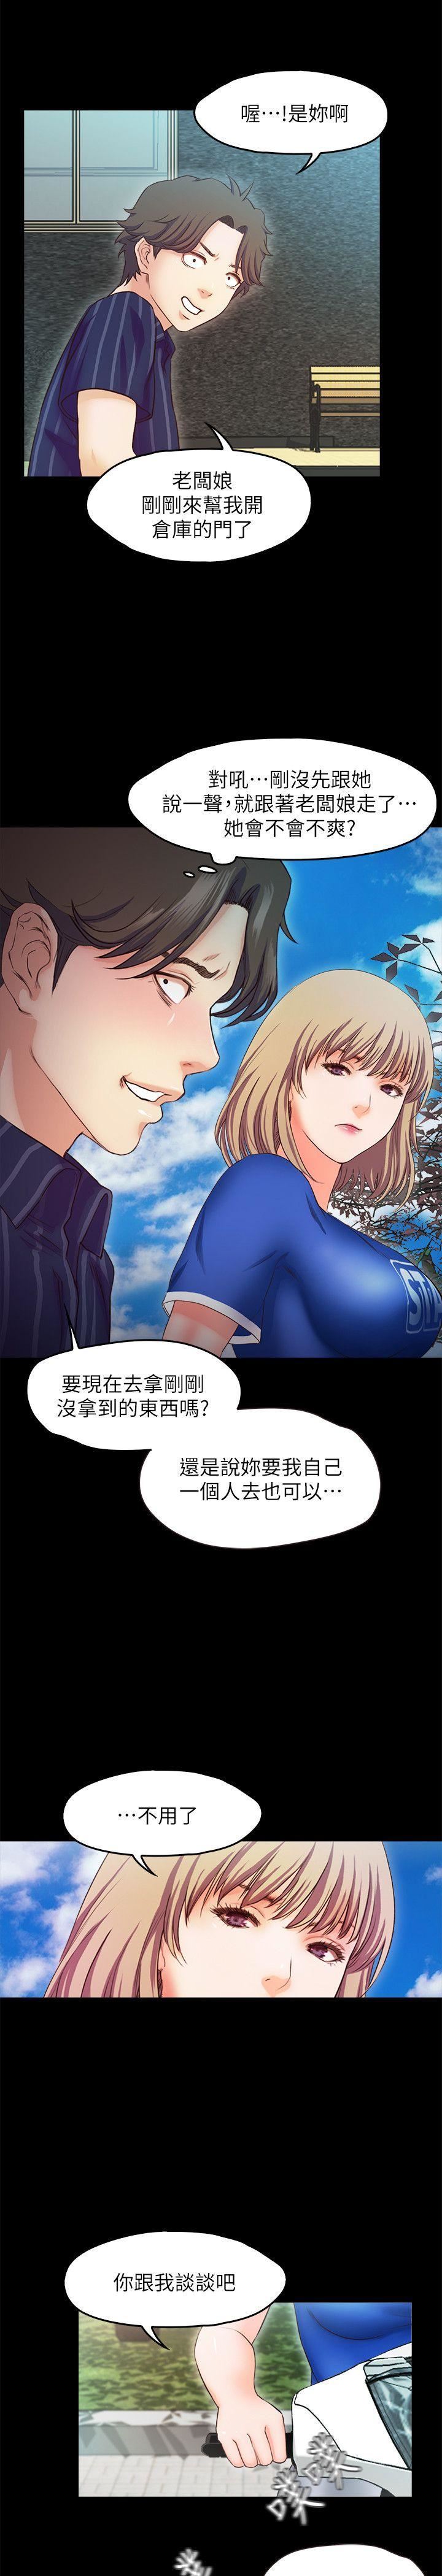 喔⋯!是妳啊
老闆娘
剛剛來幫我開
倉庫的門了
對吼⋯剛沒先跟她
說一聲,就跟著老闆娘走了⋯
她會不會不爽?
要現在去拿剛剛
沒拿到的東西嗎?
還是說妳要我自己
一個人去也可以⋯
⋯不用了
你跟我談談吧
噗噗